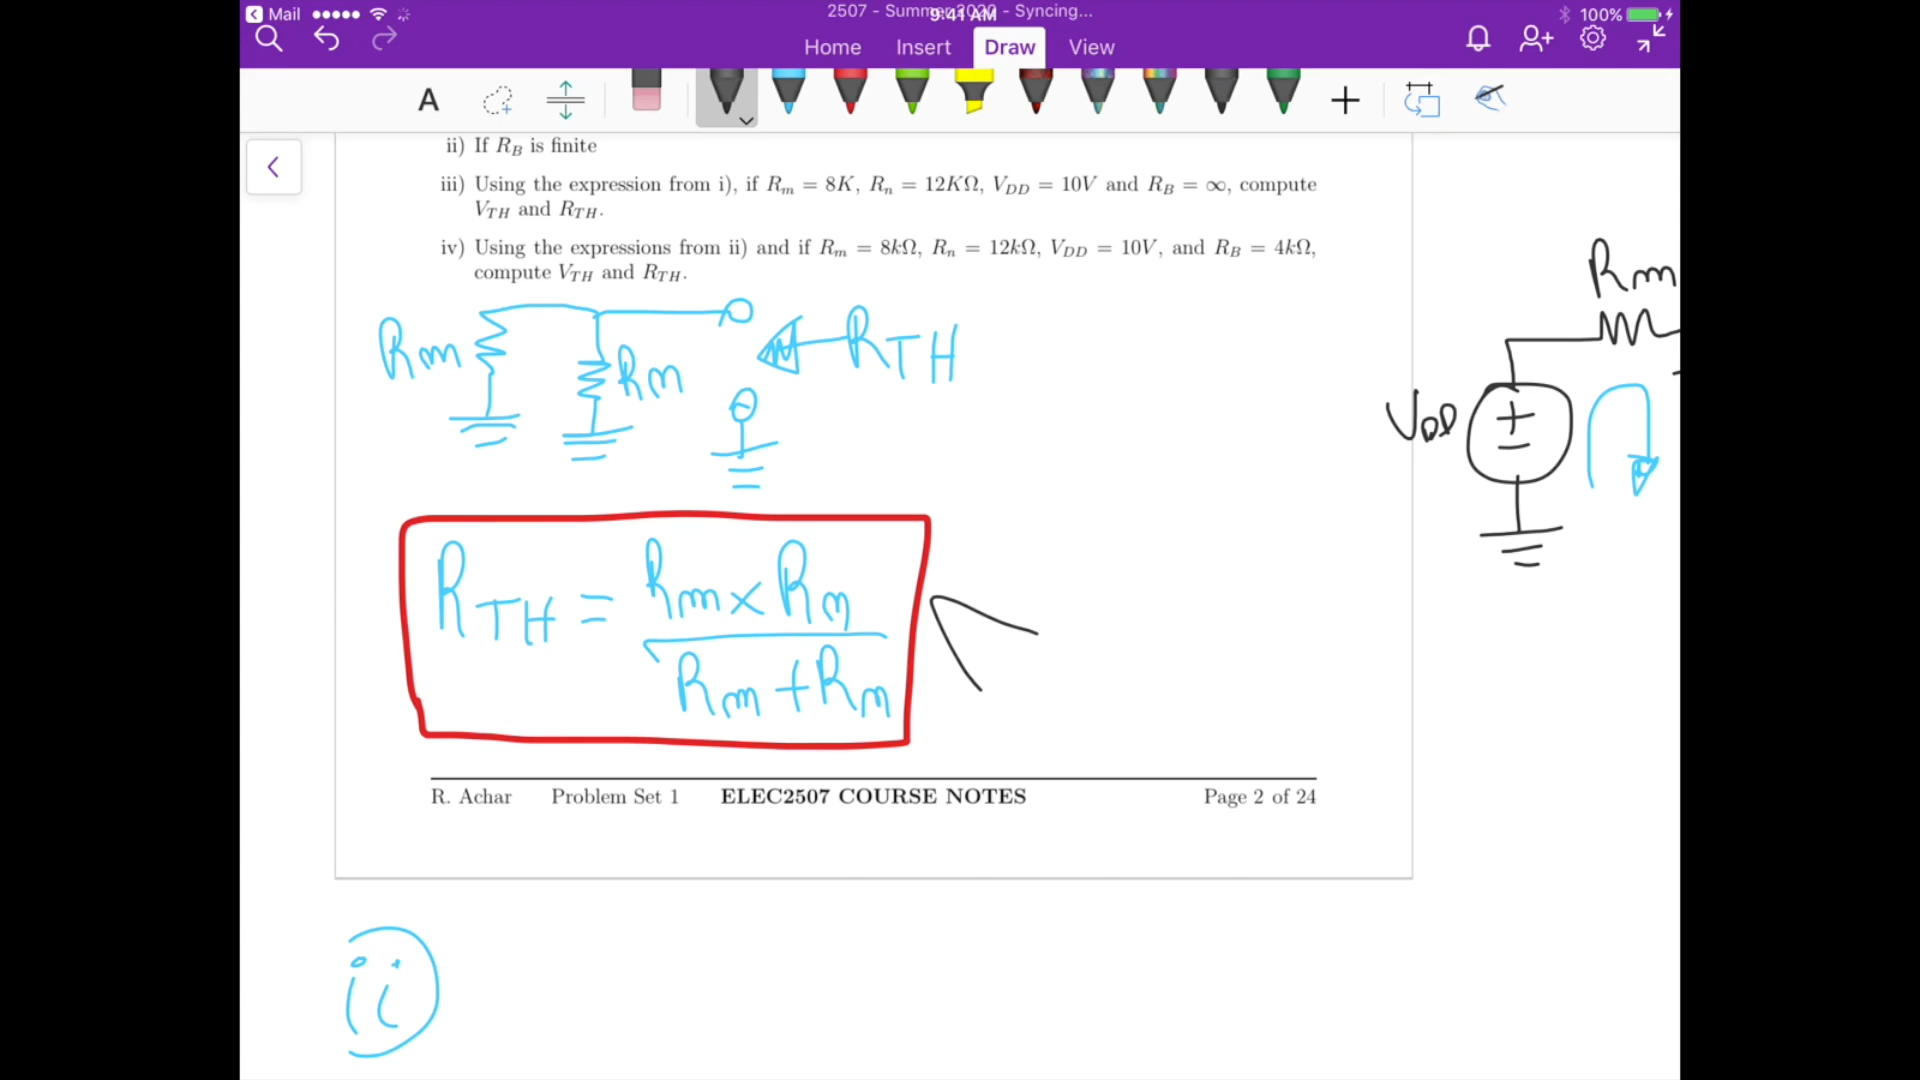 Mail
2507 - Summer 2020 - Syncing...
9:41 AM
100%
Home Insert Draw View
A
ii) If R_B is finite
iii) Using the expression from i), if R_m = 8K, R_n = 12KΩ, V_DD = 10V and R_B = ∞, compute
V_TH and R_TH.
iv) Using the expressions from ii) and if R_m = 8kΩ, R_n = 12kΩ, V_DD = 10V, and R_B = 4kΩ,
compute V_TH and R_TH.
Rm
Rn
RTH
Rm
VDD
+
−
RTH = Rm × Rn
Rm + Rn
R. Achar Problem Set 1 ELEC2507 COURSE NOTES Page 2 of 24
ii)